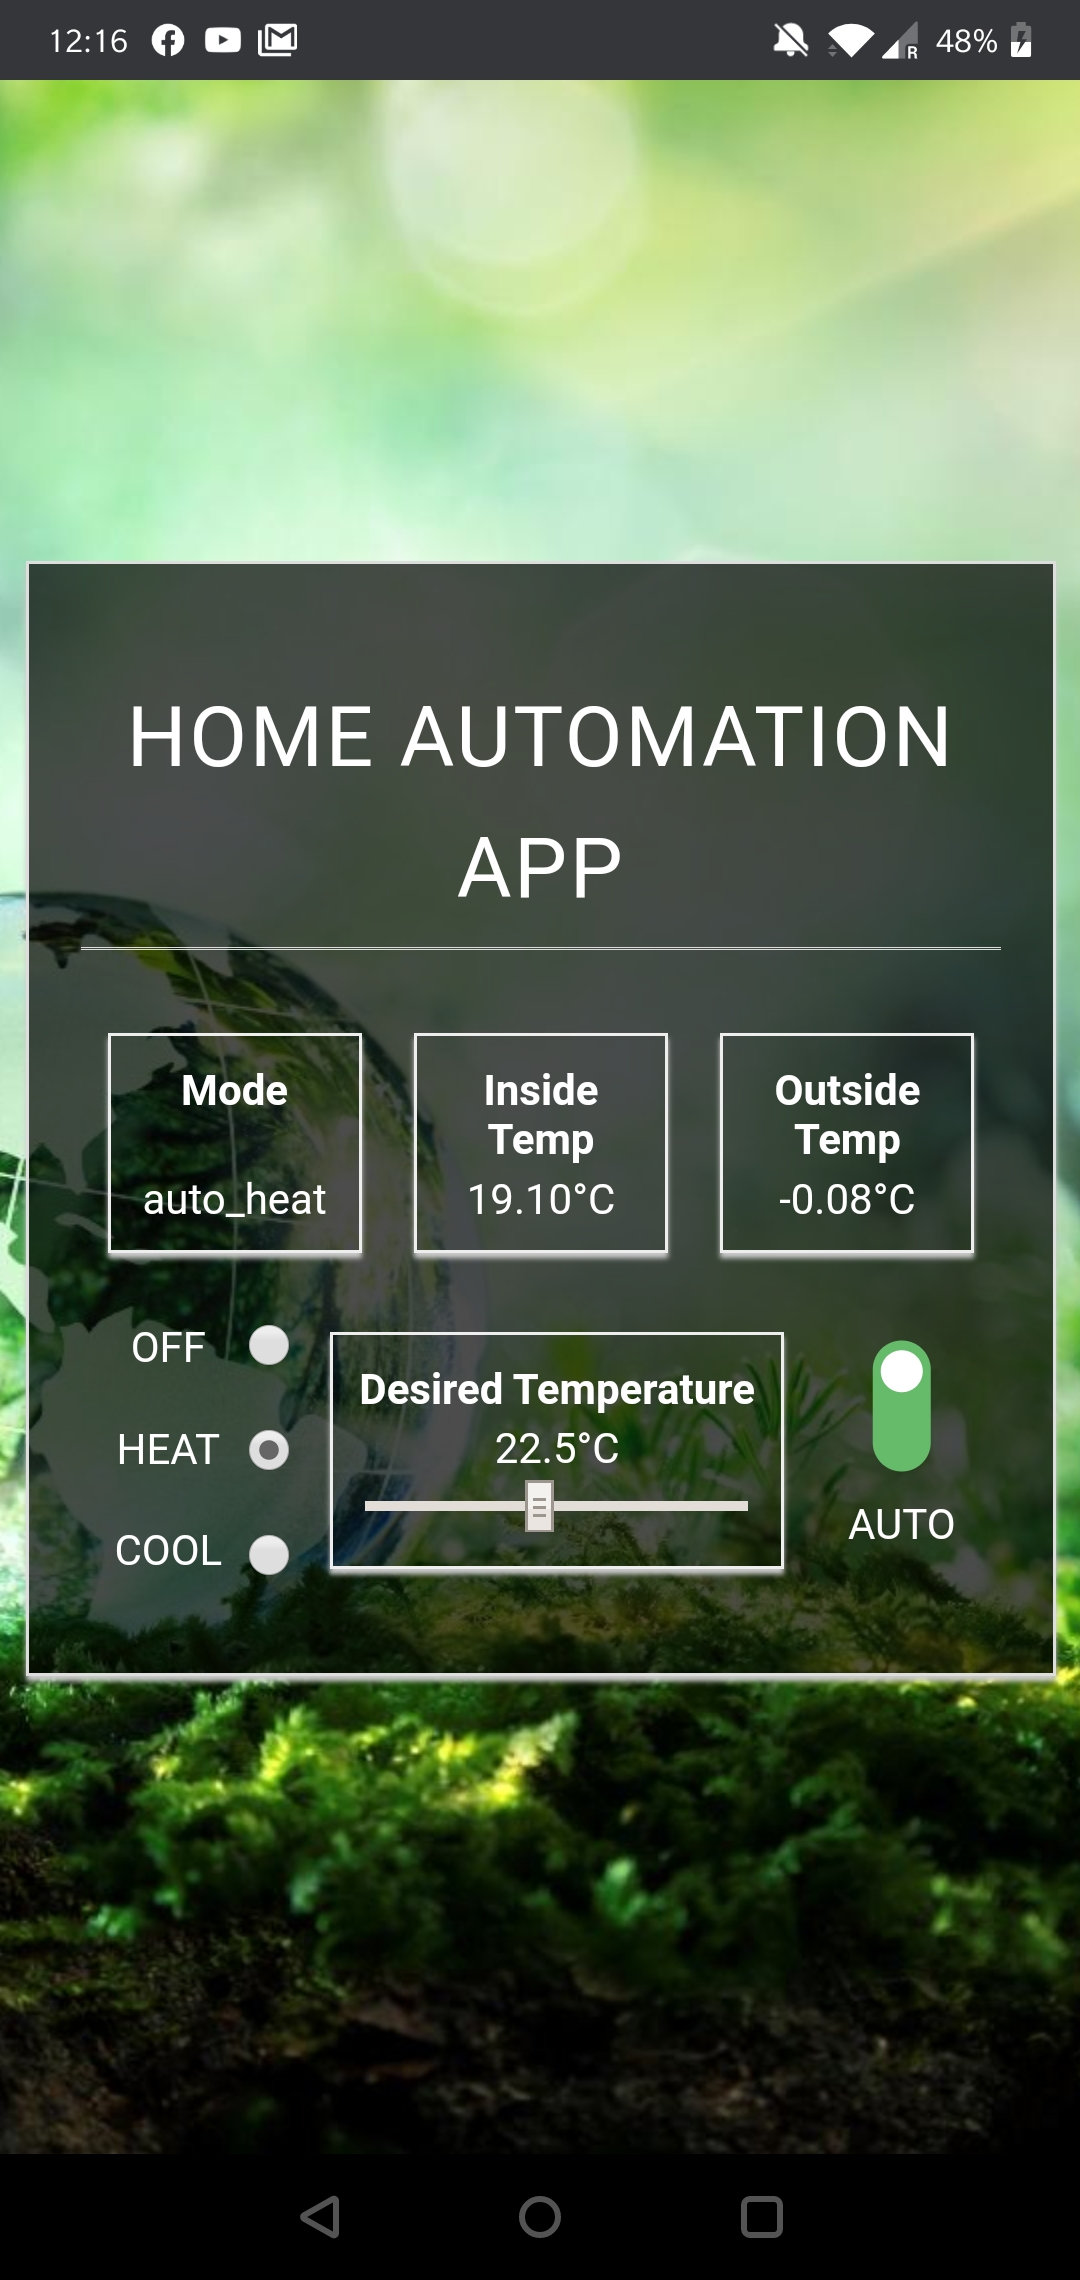 12:16
48%
HOME AUTOMATION
APP
Mode
auto_heat
Inside
Temp
19.10°C
Outside
Temp
-0.08°C
OFF
HEAT
COOL
Desired Temperature
22.5°C
AUTO